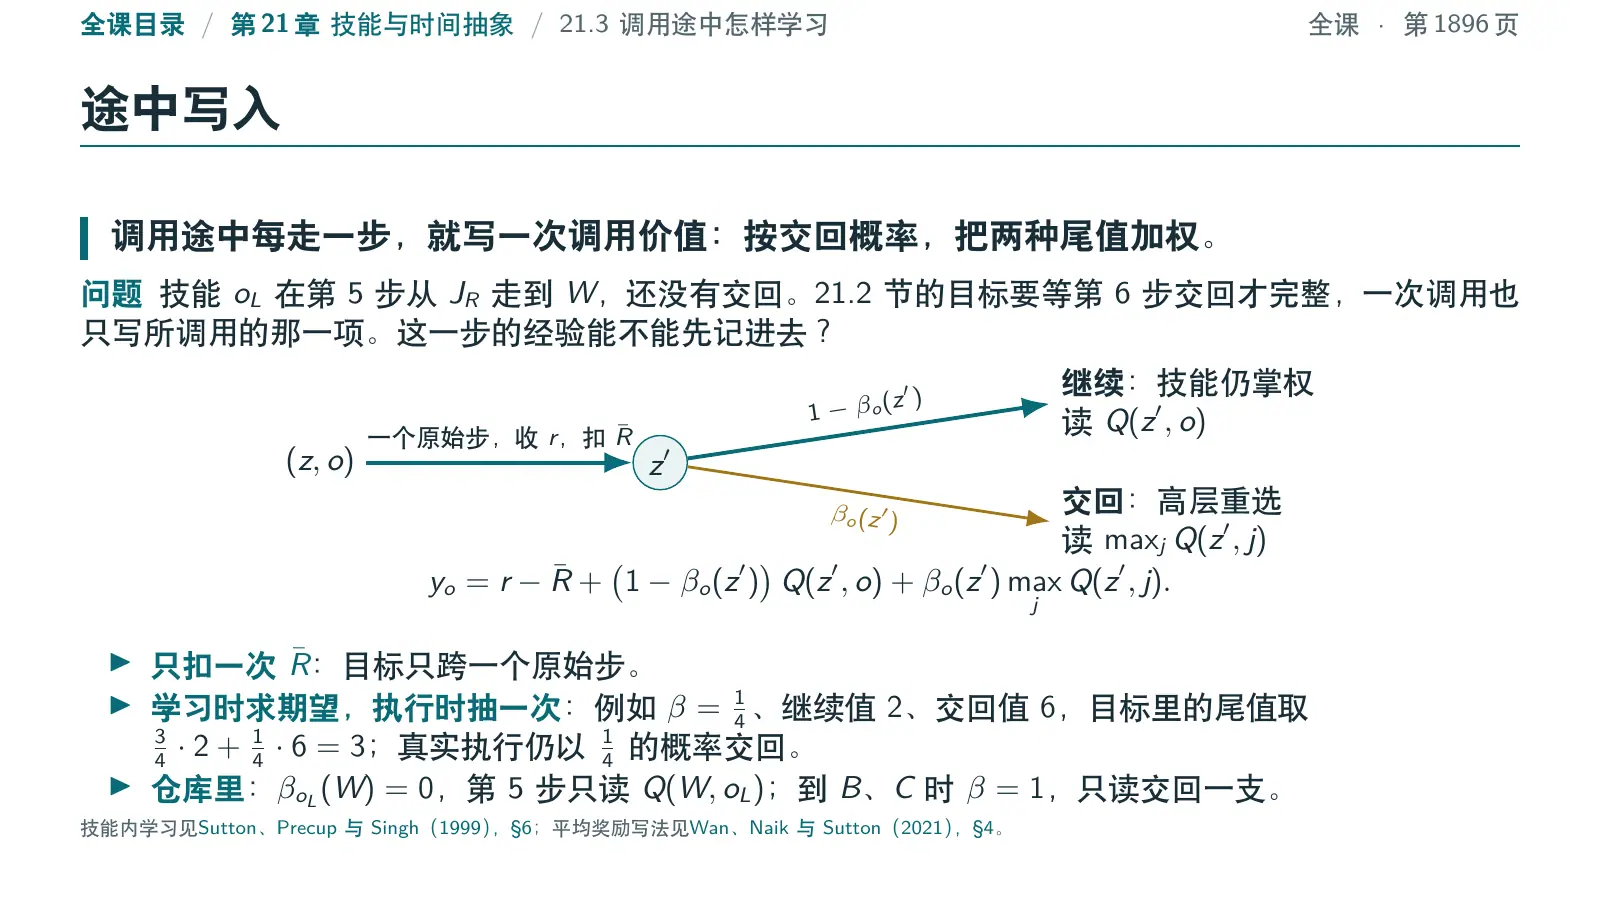 全课目录 / 第 21 章 技能与时间抽象 / 21.3 调用途中怎样学习
全课 · 第 1896 页
途中写入
调用途中每走一步，就写一次调用价值：按交回概率，把两种尾值加权。
问题 技能 o_L 在第 5 步从 J_R 走到 W，还没有交回。21.2 节的目标要等第 6 步交回才完整，一次调用也
只写所调用的那一项。这一步的经验能不能先记进去？
(z, o)
一个原始步，收 r，扣 R̄
z′
1 − β_o(z′)
继续：技能仍掌权
读 Q(z′, o)
β_o(z′)
交回：高层重选
读 max_j Q(z′, j)
y_o = r − R̄ + (1 − β_o(z′)) Q(z′, o) + β_o(z′) max_j Q(z′, j).
▶ 只扣一次 R̄：目标只跨一个原始步。
▶ 学习时求期望，执行时抽一次：例如 β = 1/4、继续值 2、交回值 6，目标里的尾值取
3/4 · 2 + 1/4 · 6 = 3；真实执行仍以 1/4 的概率交回。
▶ 仓库里：β_{o_L}(W) = 0，第 5 步只读 Q(W, o_L)；到 B、C 时 β = 1，只读交回一支。
技能内学习见Sutton、Precup 与 Singh（1999），§6；平均奖励写法见Wan、Naik 与 Sutton（2021），§4。